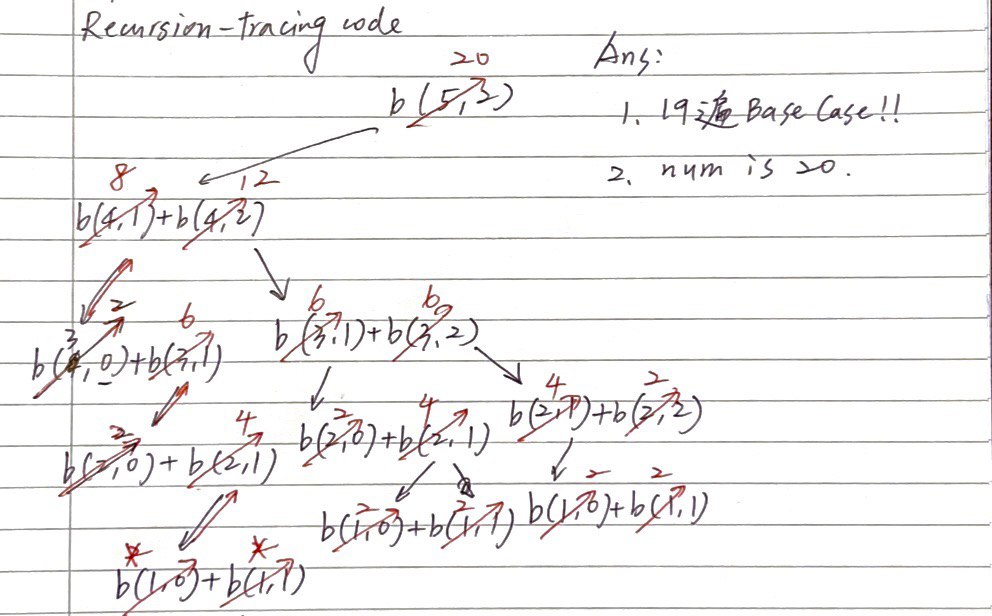 Recursion-tracing code
20
b(5,2)
Ans:
1. 19遍 Base Case!!
2. num is 20.
8 12
b(4,1)+b(4,2)
2 6
b(3,0)+b(3,1)
6 6
b(3,1)+b(3,2)
2 4
b(2,0)+b(2,1)
2 4
b(2,0)+b(2,1)
4 2
b(2,1)+b(2,2)
2 2
b(1,0)+b(1,1)
2 2
b(1,0)+b(1,1)
b(1,0)+b(1,1)